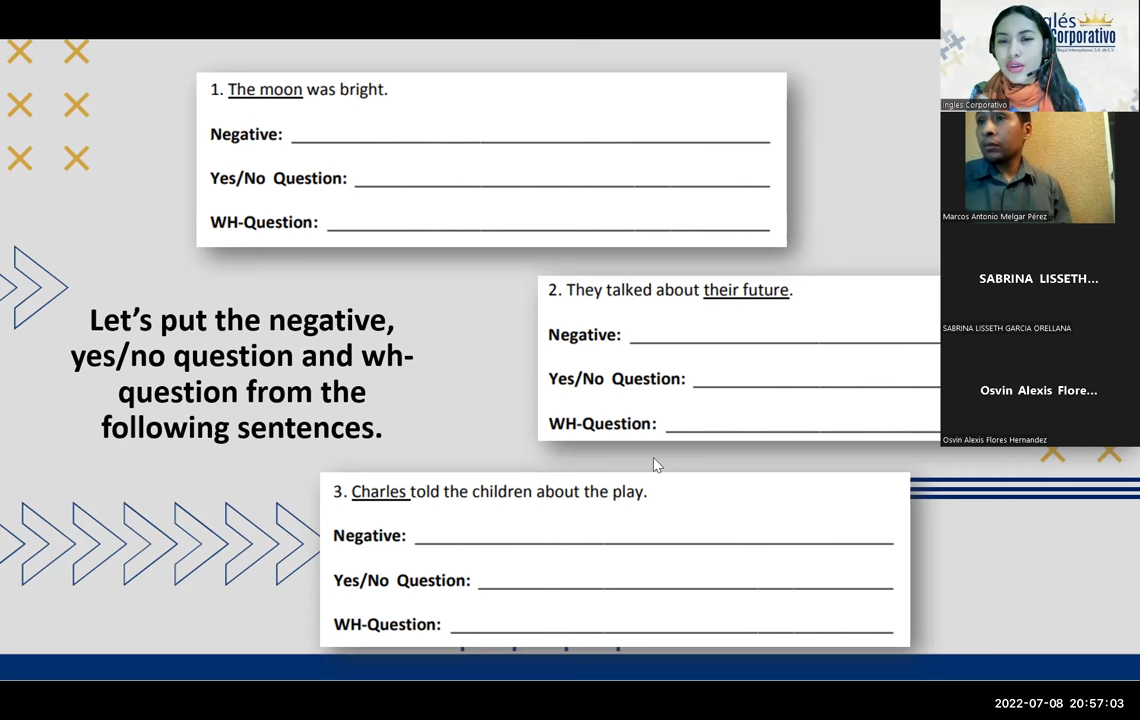 1. The moon was bright.
Negative:
Yes/No Question:
WH-Question:
Let's put the negative,
yes/no question and wh-
question from the
following sentences.
2. They talked about their future.
Negative:
Yes/No Question:
WH-Question:
3. Charles told the children about the play.
Negative:
Yes/No Question:
WH-Question:
glés
Corporativo
Ingles Corporativo
Marcos Antonio Melgar Pérez
SABRINA LISSETH...
SABRINA LISSETH GARCIA ORELLANA
Osvin Alexis Flore...
Osvin Alexis Flores Hernandez
2022-07-08 20:57:03